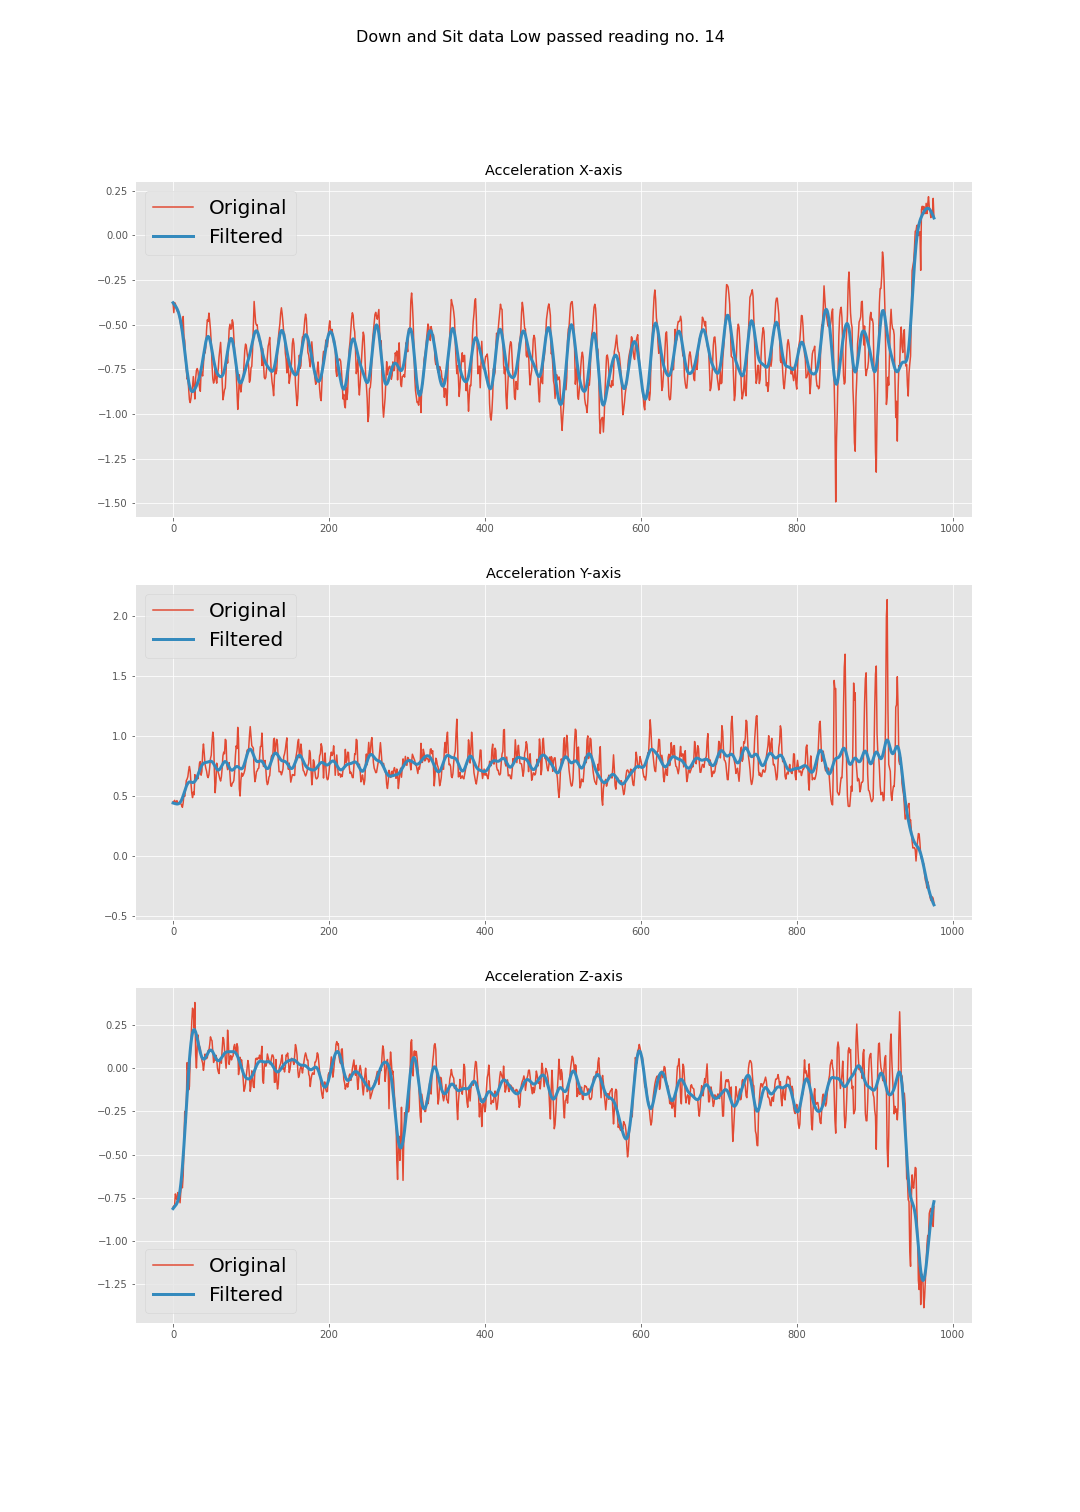 Down and Sit data Low passed reading no. 14
Acceleration X-axis
Original
Filtered
0.25
0.00
−0.25
−0.50
−0.75
−1.00
−1.25
−1.50
0 200 400 600 800 1000
Acceleration Y-axis
Original
Filtered
2.0
1.5
1.0
0.5
0.0
−0.5
0 200 400 600 800 1000
Acceleration Z-axis
0.25
0.00
−0.25
−0.50
−0.75
−1.00
−1.25
Original
Filtered
0 200 400 600 800 1000